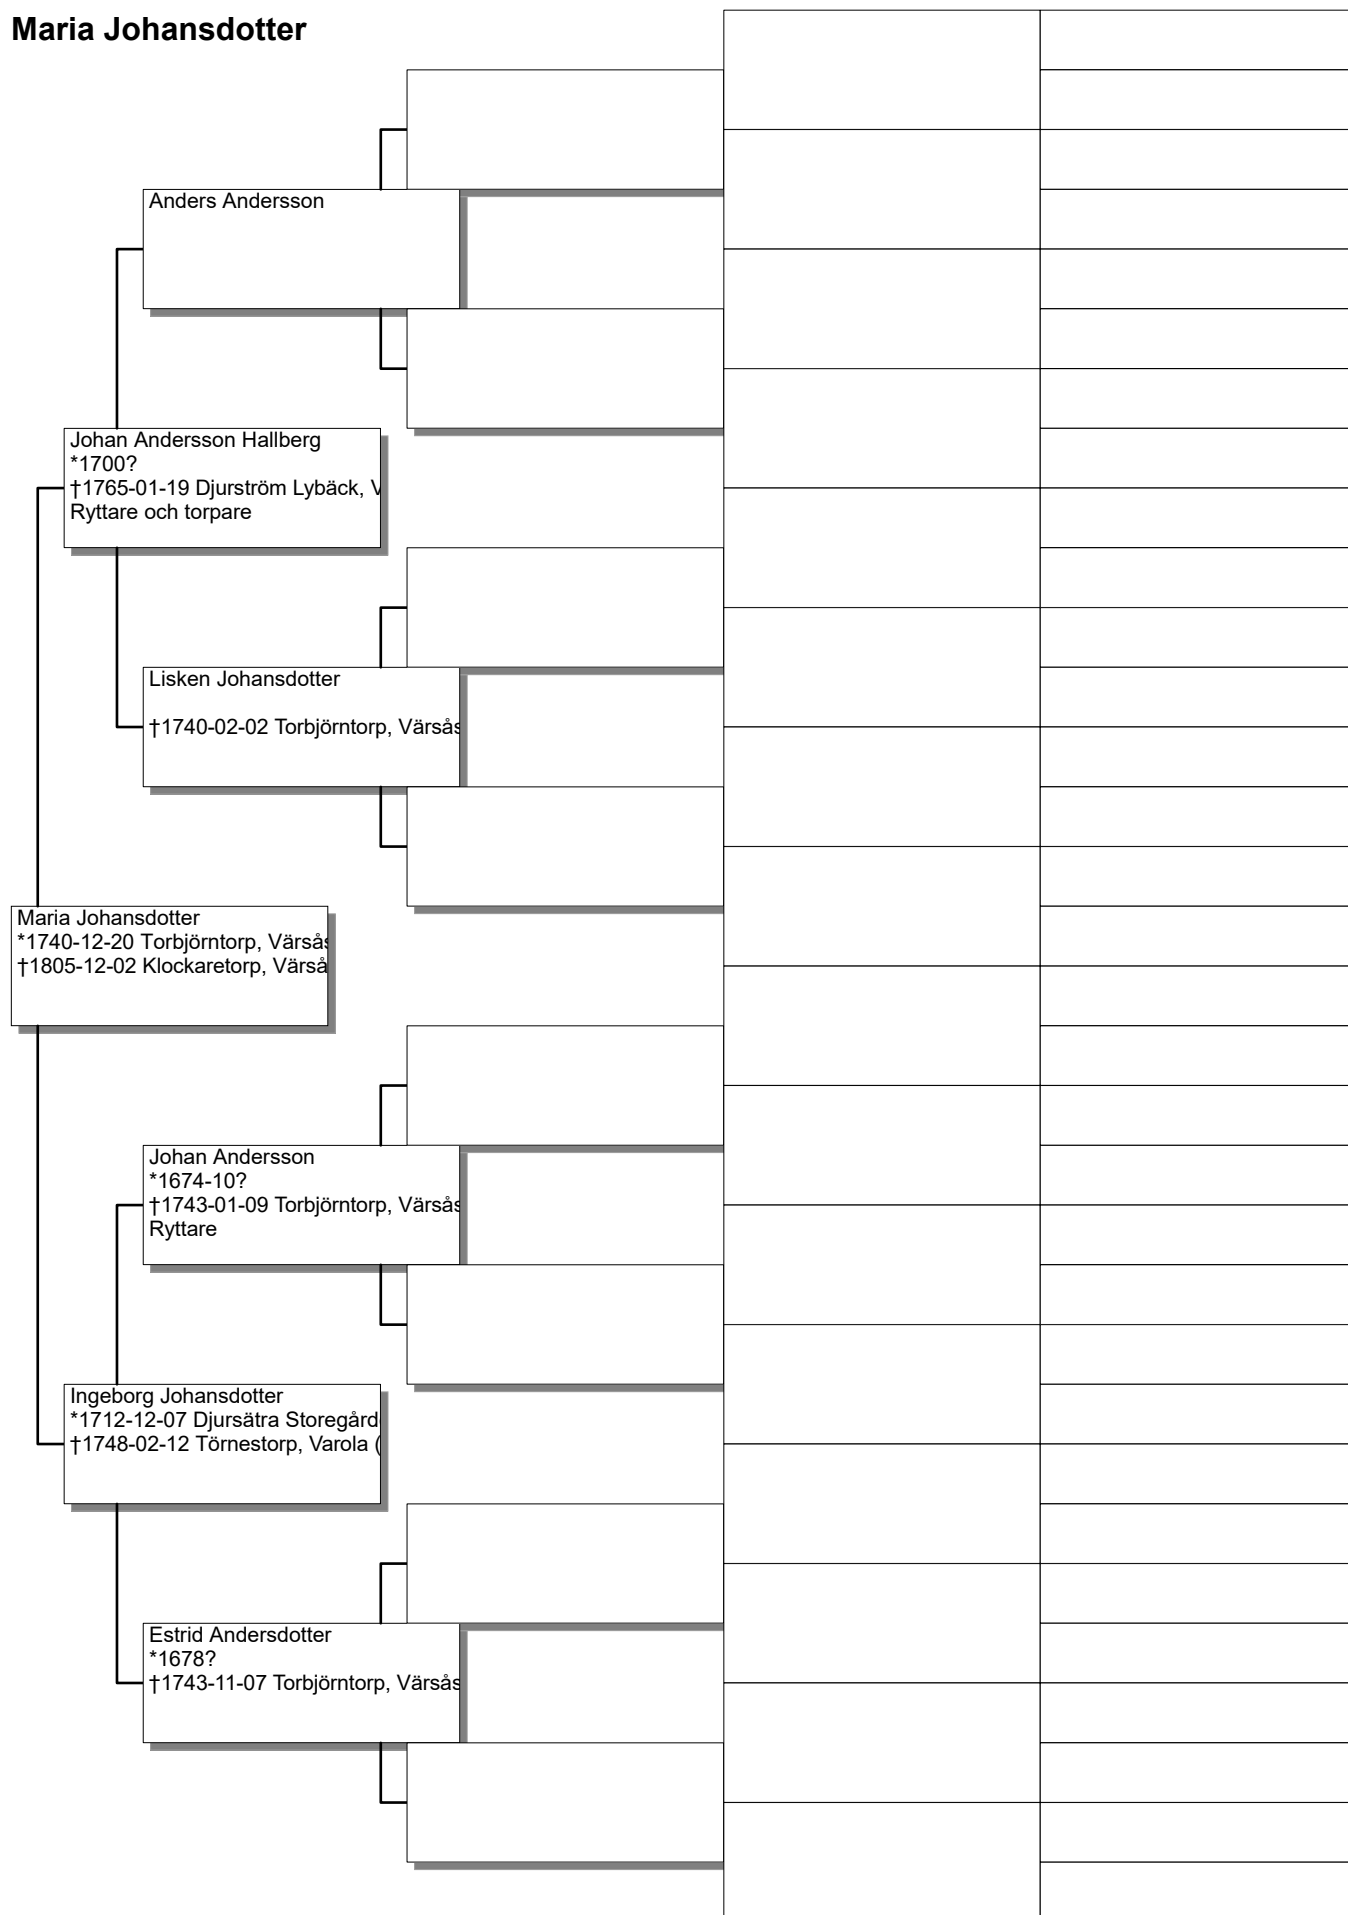 Maria Johansdotter
Anders Andersson
Johan Andersson Hallberg
*1700?
†1765-01-19 Djurström Lybäck, V
Ryttare och torpare
Lisken Johansdotter
†1740-02-02 Torbjörntorp, Värsås
Maria Johansdotter
*1740-12-20 Torbjörntorp, Värsås
†1805-12-02 Klockaretorp, Värså
Johan Andersson
*1674-10?
†1743-01-09 Torbjörntorp, Värsås
Ryttare
Ingeborg Johansdotter
*1712-12-07 Djursätra Storegård
†1748-02-12 Törnestorp, Varola (
Estrid Andersdotter
*1678?
†1743-11-07 Torbjörntorp, Värsås